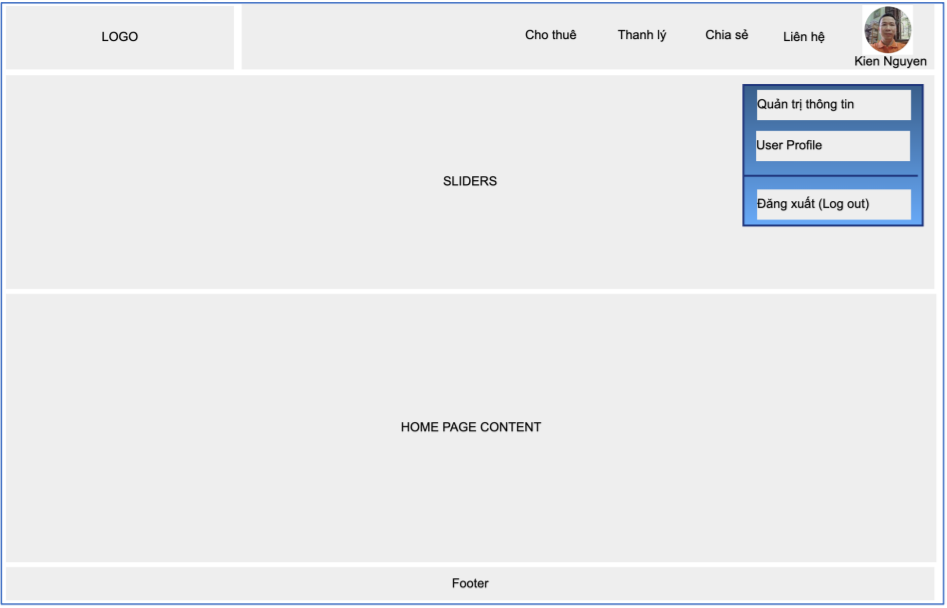 LOGO
Cho thuê
Thanh lý
Chia sẻ
Liên hệ
Kien Nguyen
Quản trị thông tin
User Profile
Đăng xuất (Log out)
SLIDERS
HOME PAGE CONTENT
Footer